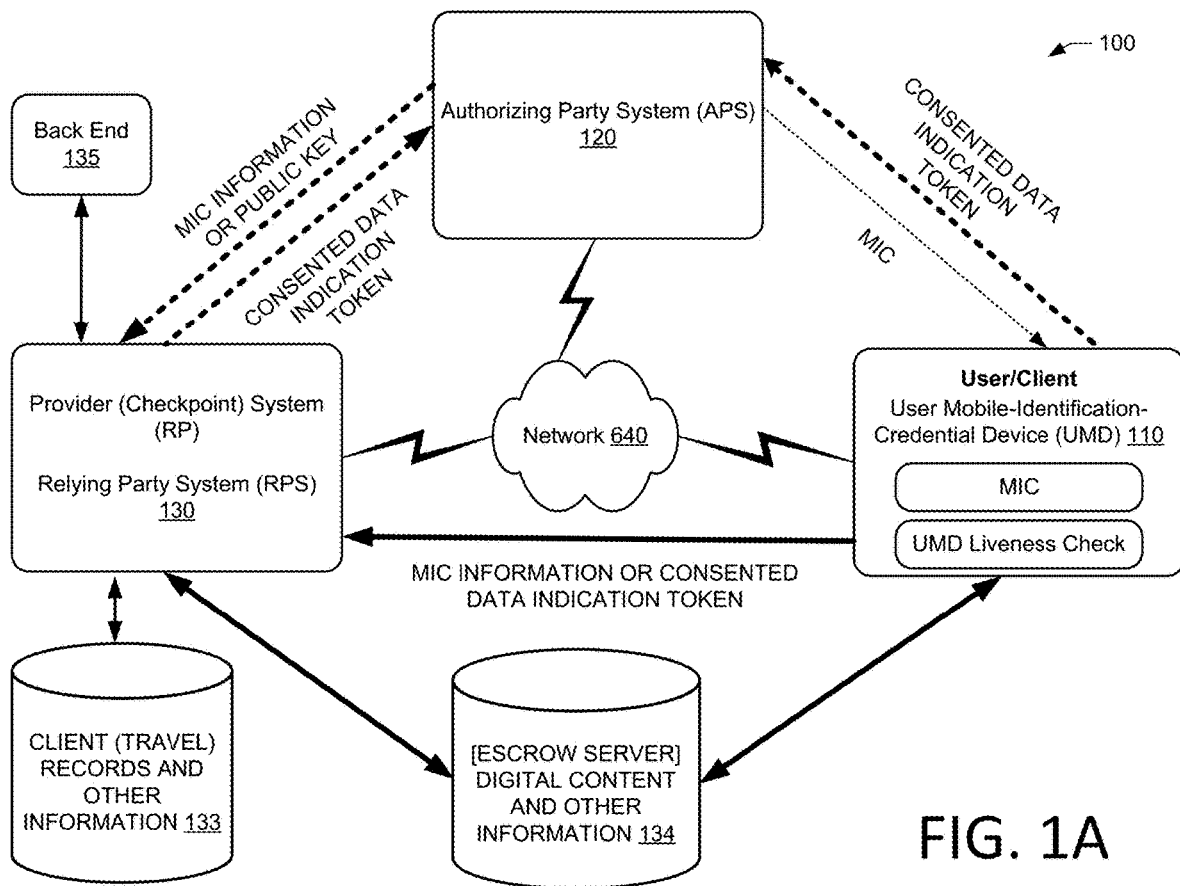 100
Back End
135
Authorizing Party System (APS)
120
MIC INFORMATION
OR PUBLIC KEY
CONSENTED DATA
INDICATION
TOKEN
CONSENTED DATA
INDICATION
TOKEN
MIC
Provider (Checkpoint) System
(RP)
Relying Party System (RPS)
130
Network 640
User/Client
User Mobile-Identification-
Credential Device (UMD) 110
MIC
UMD Liveness Check
MIC INFORMATION OR CONSENTED
DATA INDICATION TOKEN
CLIENT (TRAVEL)
RECORDS AND
OTHER
INFORMATION 133
[ESCROW SERVER]
DIGITAL CONTENT
AND OTHER
INFORMATION 134
FIG. 1A